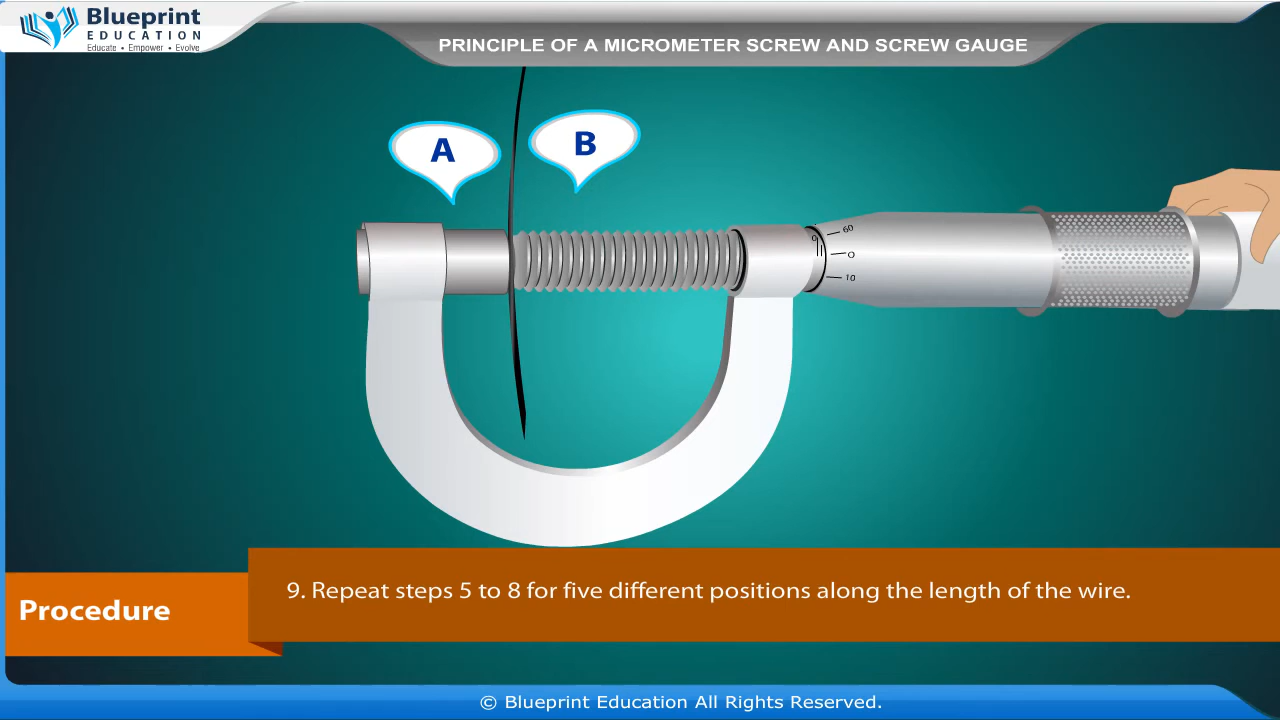 Blueprint
EDUCATION
Educate • Empower • Evolve
PRINCIPLE OF A MICROMETER SCREW AND SCREW GAUGE
A
B
60
0
O
10
9. Repeat steps 5 to 8 for five different positions along the length of the wire.
Procedure
© Blueprint Education All Rights Reserved.